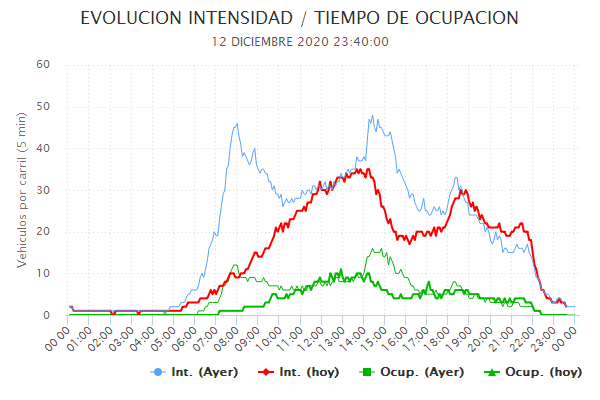 EVOLUCION INTENSIDAD / TIEMPO DE OCUPACION
12 DICIEMBRE 2020 23:40:00
Vehiculos por carril (5 min)
60
50
40
30
20
10
0
00:00 01:00 02:00 03:00 04:00 05:00 06:00 07:00 08:00 09:00 10:00 11:00 12:00 13:00 14:00 15:00 16:00 17:00 18:00 19:00 20:00 21:00 22:00 23:00 00:00
Int. (Ayer) Int. (hoy) Ocup. (Ayer) Ocup. (hoy)